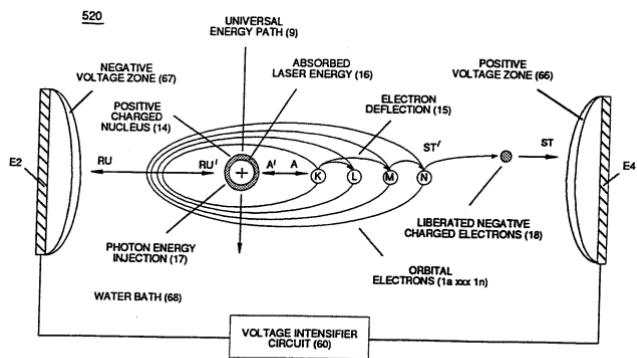 520
UNIVERSAL
ENERGY PATH (9)
NEGATIVE
VOLTAGE ZONE (67)
ABSORBED
LASER ENERGY (16)
POSITIVE
VOLTAGE ZONE (66)
POSITIVE
CHARGED
NUCLEUS (14)
ELECTRON
DEFLECTION (15)
ST'
ST
E2
RU
RU'
+
A'
A
K
L
M
N
E4
PHOTON ENERGY
INJECTION (17)
LIBERATED NEGATIVE
CHARGED ELECTRONS (18)
ORBITAL
ELECTRONS (1a xxx 1n)
WATER BATH (68)
VOLTAGE INTENSIFIER
CIRCUIT (60)